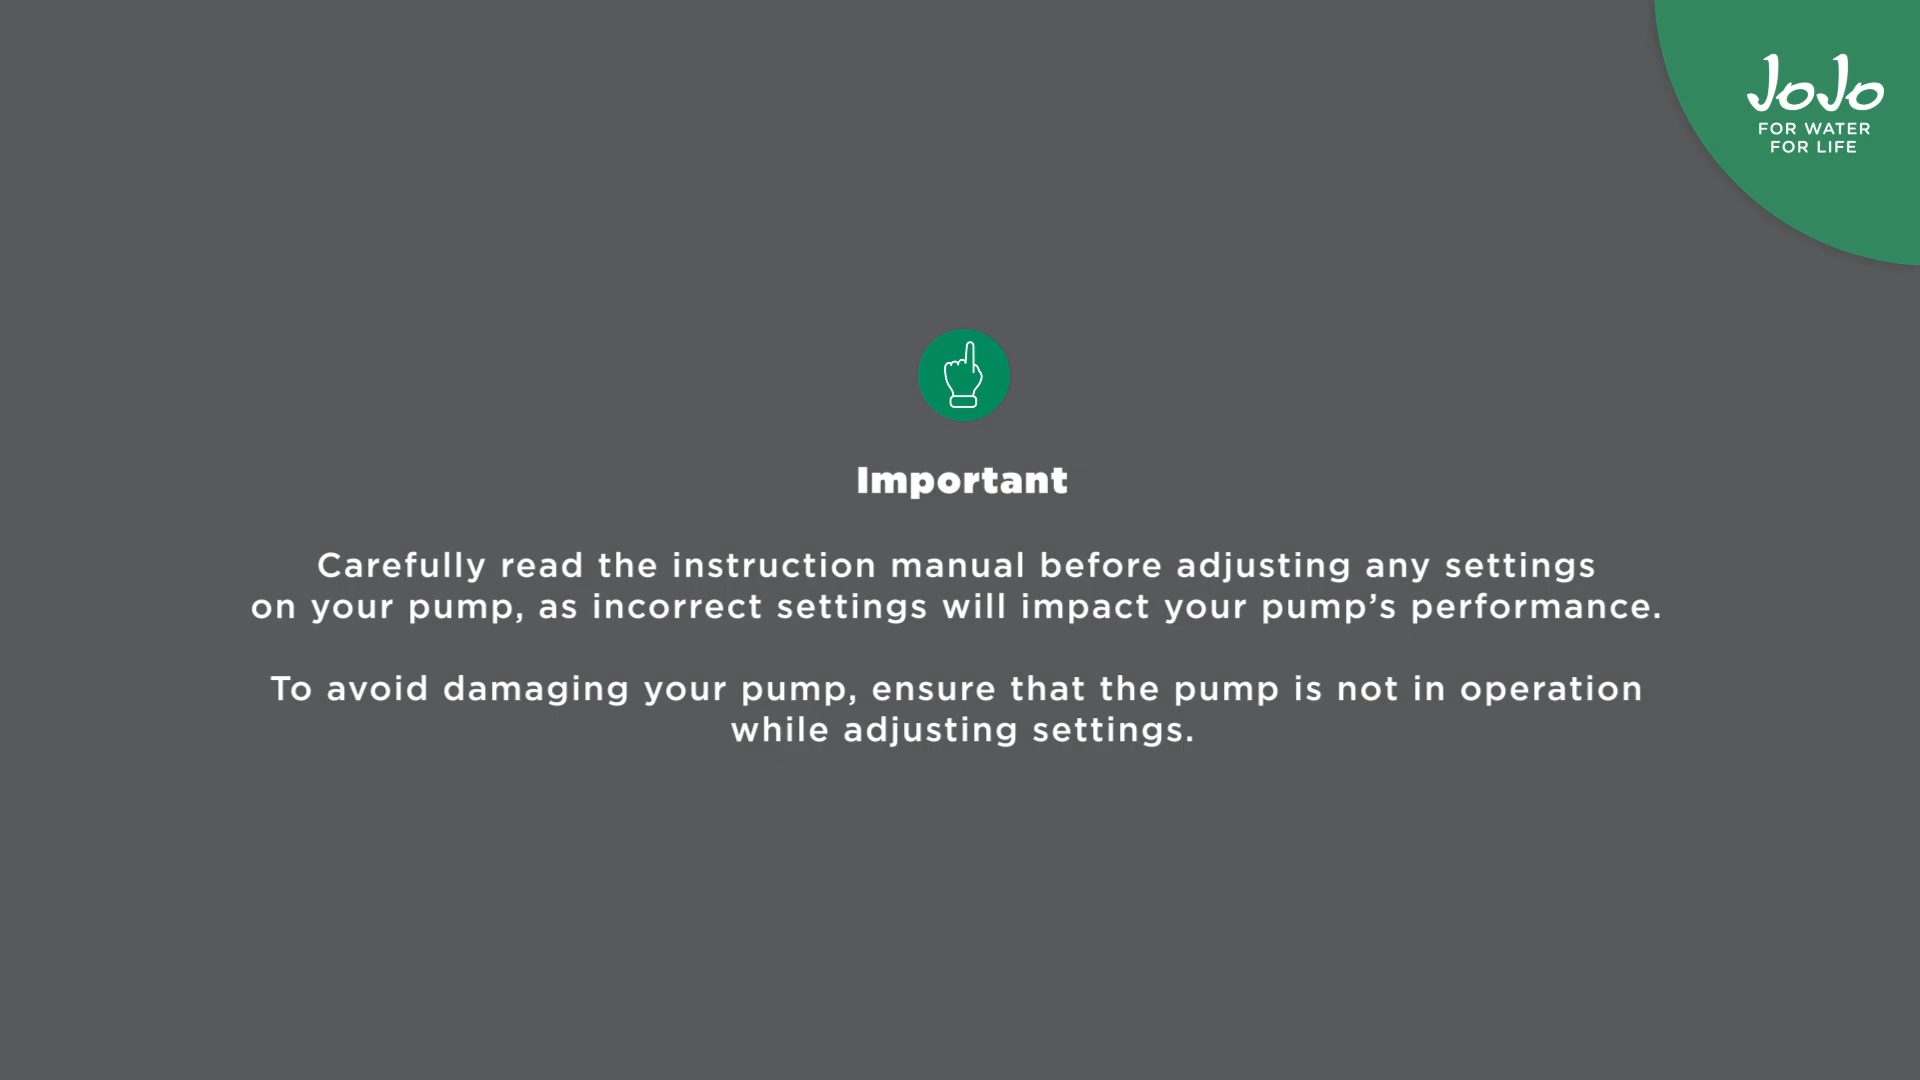 JoJo
FOR WATER
FOR LIFE
Important
Carefully read the instruction manual before adjusting any settings
on your pump, as incorrect settings will impact your pump’s performance.
To avoid damaging your pump, ensure that the pump is not in operation
while adjusting settings.